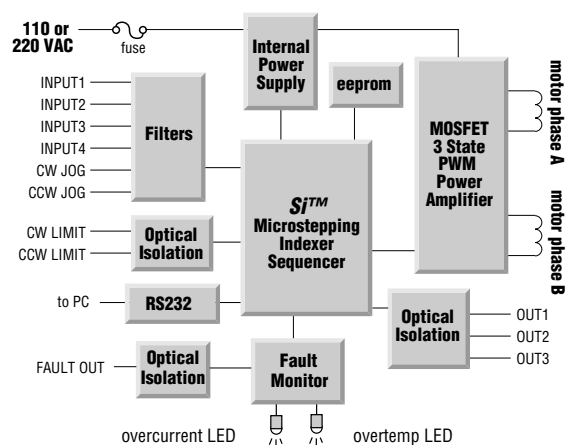 110 or
220 VAC
fuse
Internal
Power
Supply
eeprom
MOSFET
3 State
PWM
Power
Amplifier
motor phase A
motor phase B
INPUT1
INPUT2
INPUT3
INPUT4
CW JOG
CCW JOG
Filters
Si™
Microstepping
Indexer
Sequencer
CW LIMIT
CCW LIMIT
Optical
Isolation
to PC
RS232
Optical
Isolation
OUT1
OUT2
OUT3
FAULT OUT
Optical
Isolation
Fault
Monitor
overcurrent LED
overtemp LED